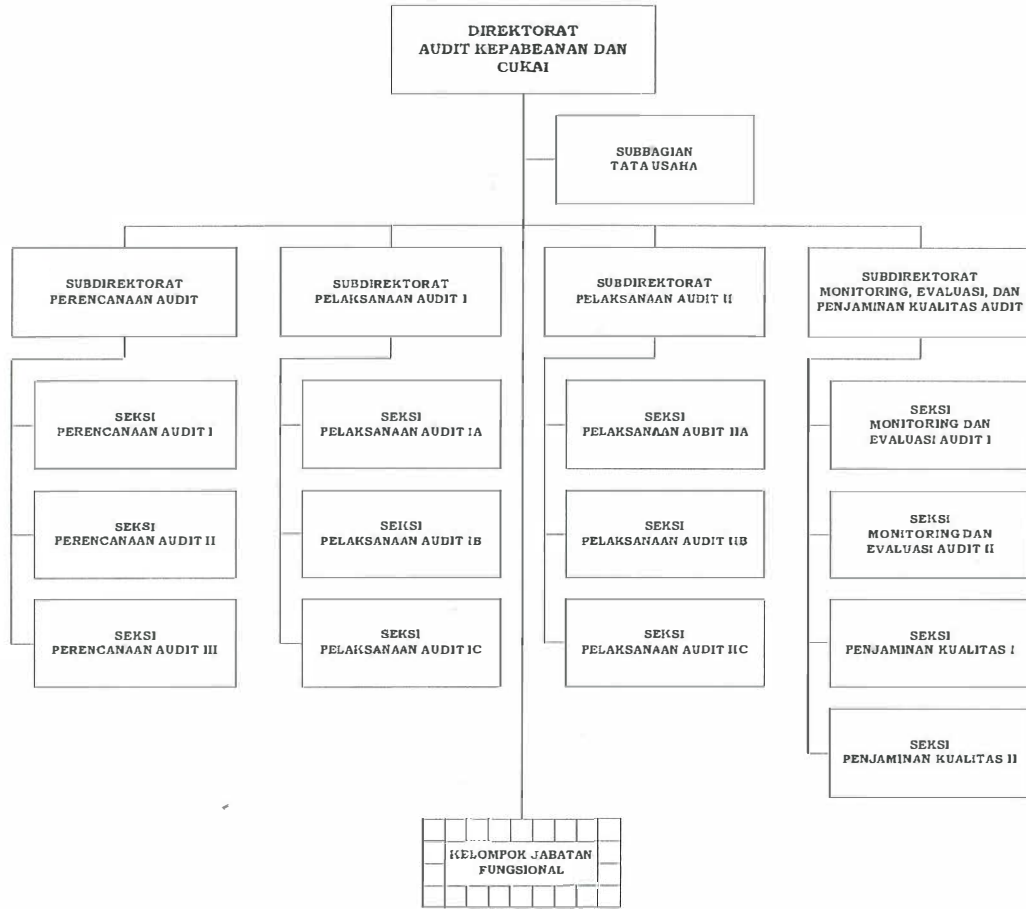 DIREKTORAT
AUDIT KEPABEANAN DAN
CUKAI
SUBBAGIAN
TATA USAHA
SUBDIREKTORAT
PERENCANAAN AUDIT
SUBDIREKTORAT
PELAKSANAAN AUDIT I
SUBDIREKTORAT
PELAKSANAAN AUDIT II
SUBDIREKTORAT
MONITORING, EVALUASI, DAN
PENJAMINAN KUALITAS AUDIT
SEKSI
PERENCANAAN AUDIT I
SEKSI
PELAKSANAAN AUDIT IA
SEKSI
PELAKSANAAN AUBIT IIA
SEKSI
MONITORING DAN
EVALUASI AUDIT I
SEKSI
PERENCANAAN AUDIT II
SEKSI
PELAKSANAAN AUDIT IB
SEKSI
PELAKSANAAN AUDIT IIB
SEKSI
MONITORING DAN
EVALUASI AUDIT II
SEKSI
PERENCANAAN AUDIT III
SEKSI
PELAKSANAAN AUDIT IC
SEKSI
PELAKSANAAN AUDIT IIC
SEKSI
PENJAMINAN KUALITAS I
SEKSI
PENJAMINAN KUALITAS II
KELOMPOK JABATAN
FUNGSIONAL